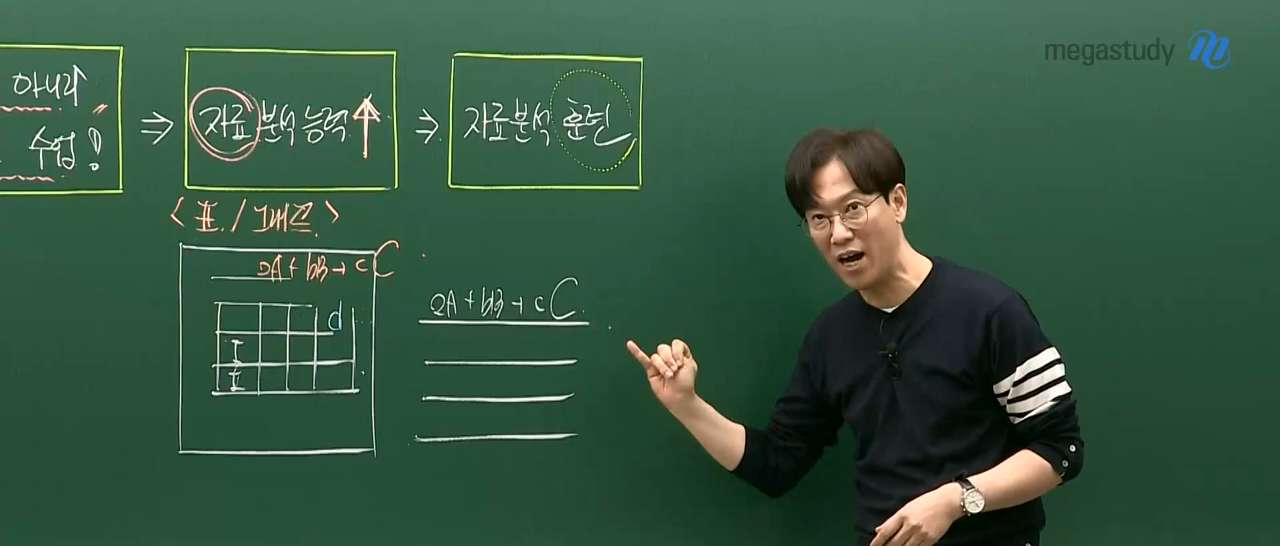 megastudy
아니라
수업!
⇒
자료 분석 능력 ↑
⇒
자료분석 훈련
< 표 / 그래프 >
aA + bB → cC
d
I
II
aA + bB → cC